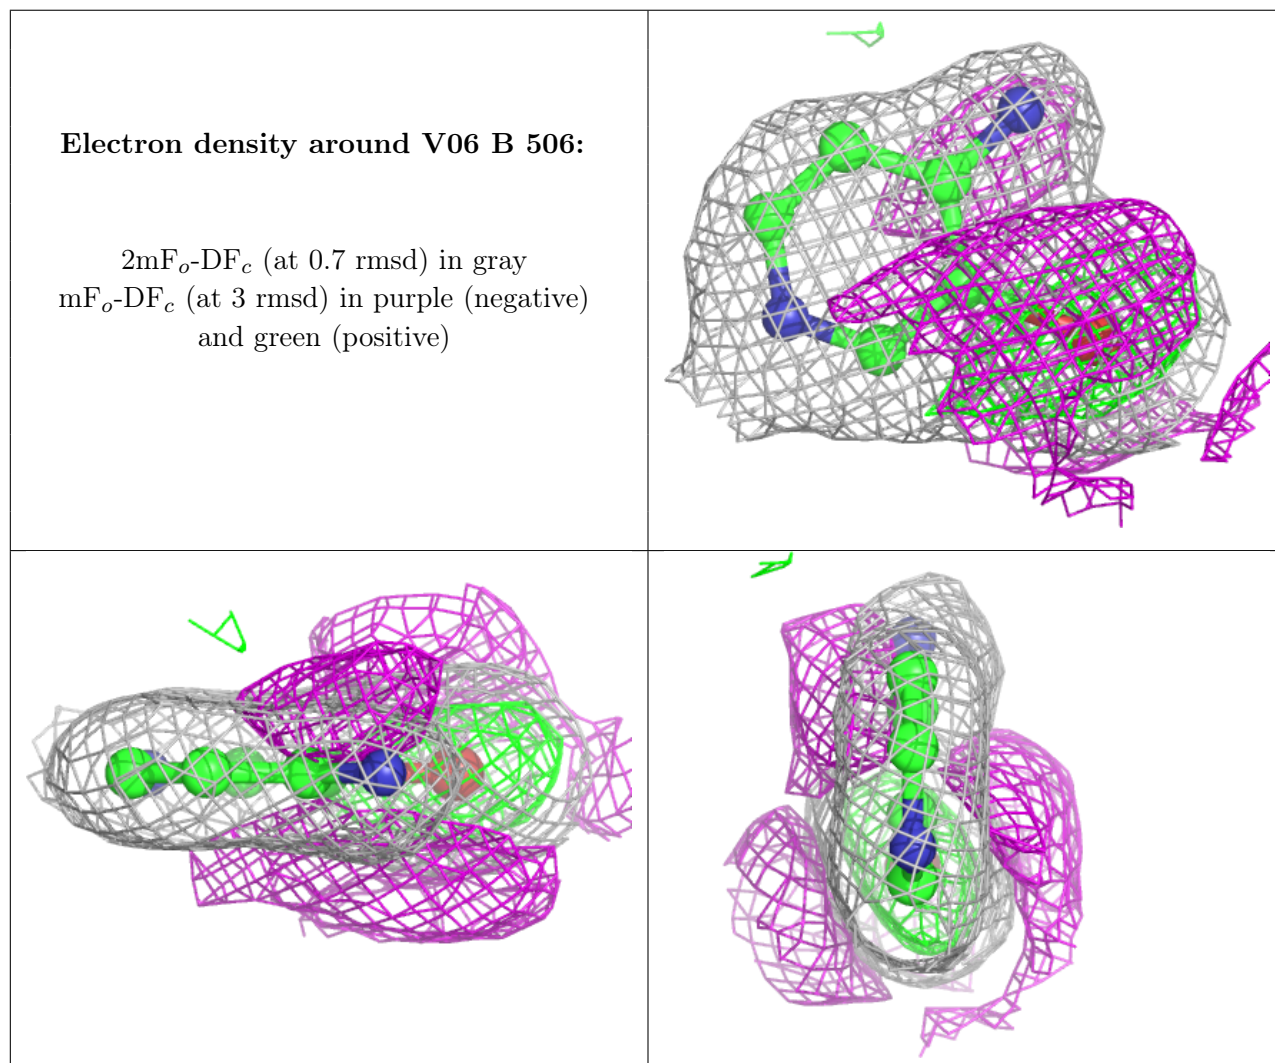 Electron density around V06 B 506:
2mFo-DFc (at 0.7 rmsd) in gray
mFo-DFc (at 3 rmsd) in purple (negative)
and green (positive)